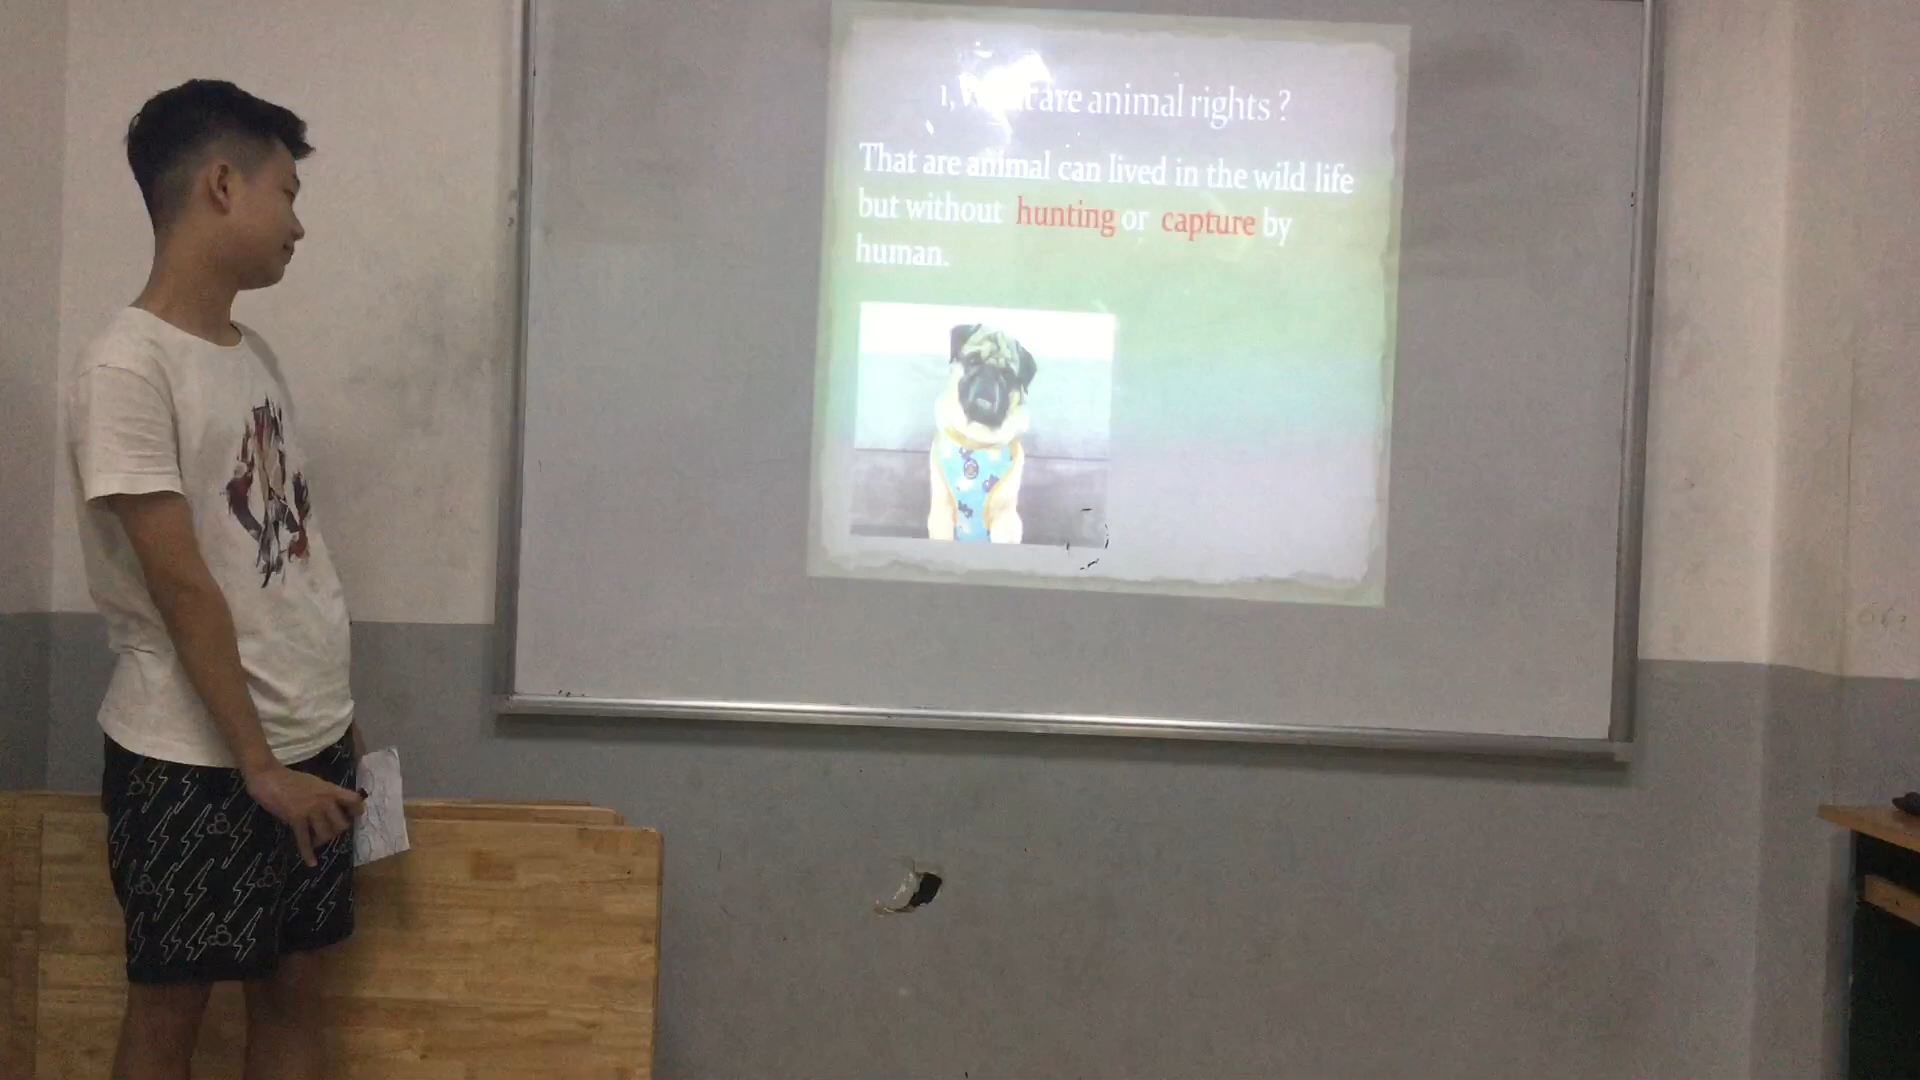 1, are animal rights ?
That are animal can lived in the wild life
but without hunting or capture by
human.